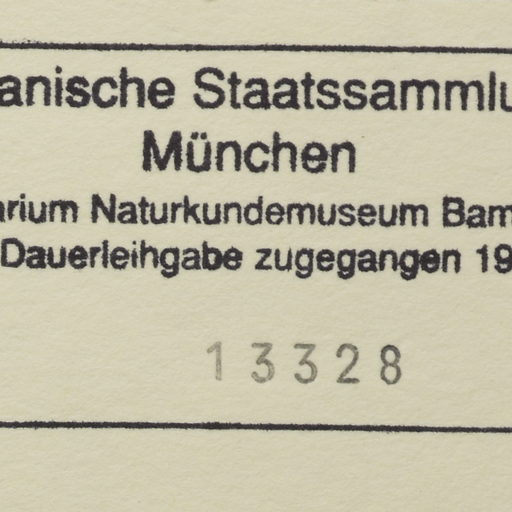 anische Staatssammlu
München
arium Naturkundemuseum Bam
Dauerleihgabe zugegangen 19
13328